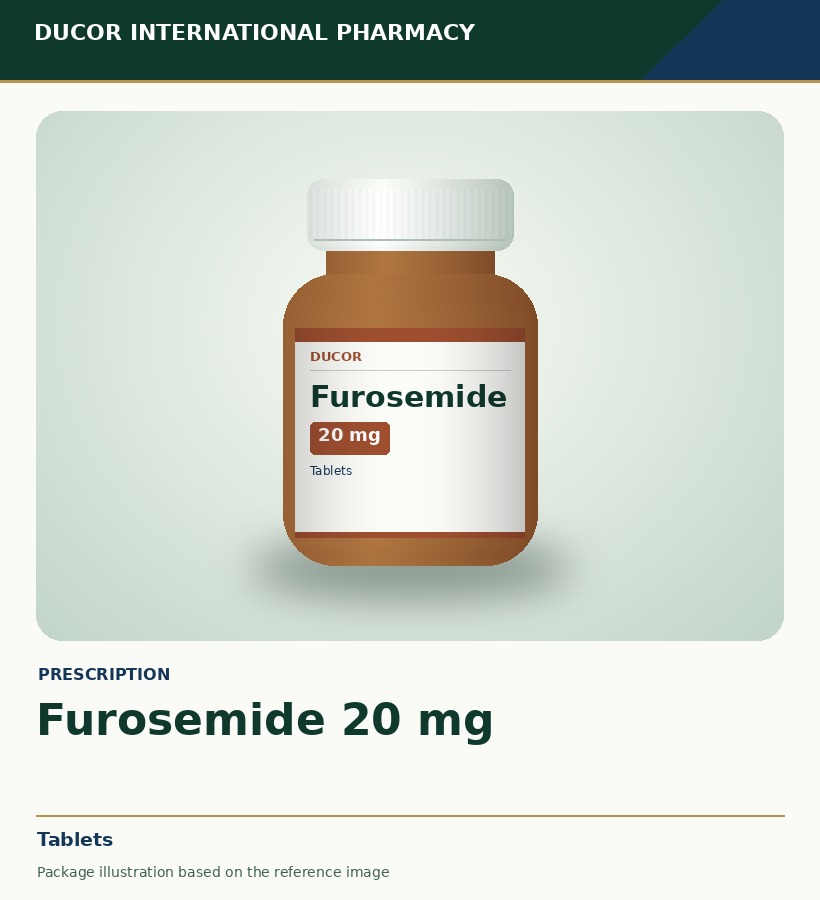 DUCOR INTERNATIONAL PHARMACY
DUCOR
Furosemide
20 mg
Tablets
PRESCRIPTION
Furosemide 20 mg
Tablets
Package illustration based on the reference image